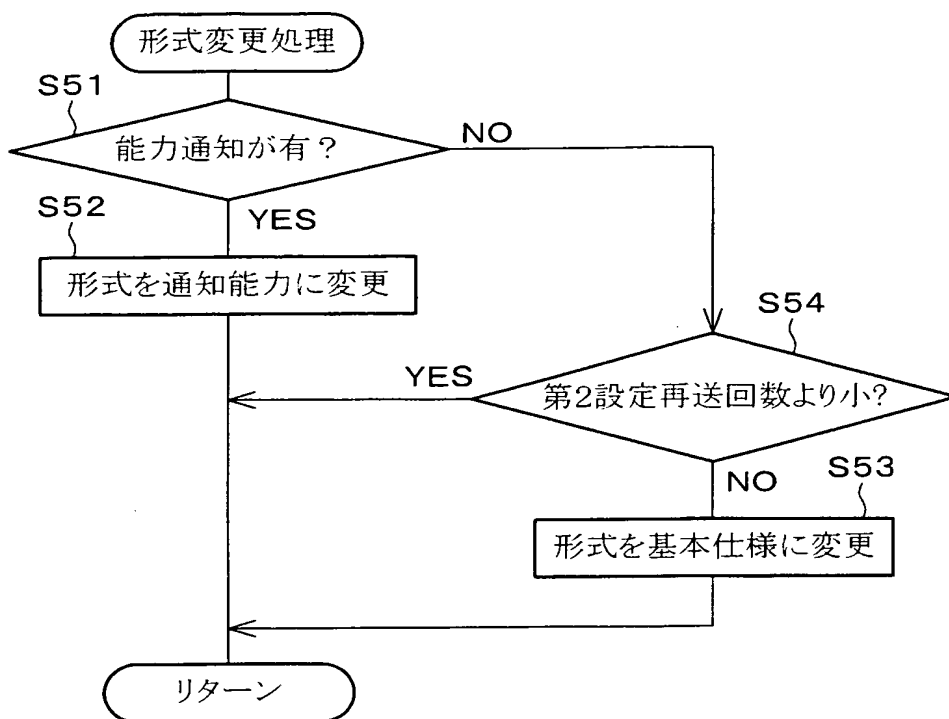 形式変更処理
S51
能力通知が有？
NO
YES
S52
形式を通知能力に変更
S54
第2設定再送回数より小?
YES
NO
S53
形式を基本仕様に変更
リターン